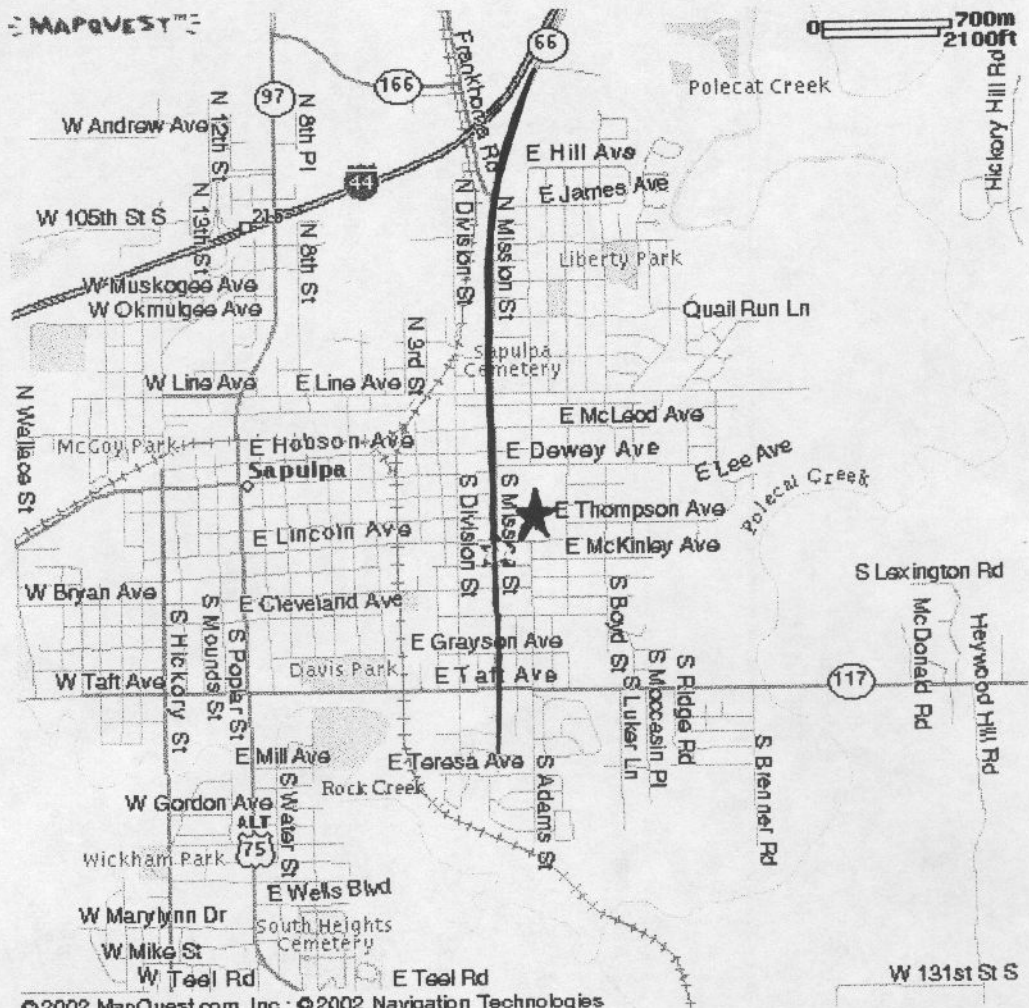 MAPQUEST™
66
0 700m
2100ft
166
97
Frankhoma Rd
Polecat Creek
Hickory Hill Rd
W Andrew Ave
N 12th St
N 8th Pl
E Hill Ave
44
E James Ave
W 105th St S
215
N 13th St
N 8th St
N Division St
N Mission St
Liberty Park
W Muskogee Ave
W Okmulgee Ave
Quail Run Ln
N 3rd St
Sapulpa
Cemetery
W Line Ave
E Line Ave
N Wallace St
E McLeod Ave
McCoy Park
E Hobson Ave
E Dewey Ave
E Lee Ave
Sapulpa
Polecat Creek
S Division St
S Mission St
E Thompson Ave
E Lincoln Ave
E McKinley Ave
S Lexington Rd
W Bryan Ave
E Cleveland Ave
S Hickory St
S Mounds St
S Poplar St
S Boyd St
McDonald Rd
Heywood Hill Rd
E Grayson Ave
Davis Park
E Taft Ave
W Taft Ave
117
S Luker Ln
S Moccasin Pl
S Ridge Rd
S Brenner Rd
E Mill Ave
E Teresa Ave
S Adams St
Rock Creek
S Water St
W Gordon Ave
ALT
75
Wickham Park
E Wells Blvd
W Marylynn Dr
South Heights
Cemetery
W Mike St
W Teel Rd
E Teel Rd
W 131st St S
©2002 MapQuest.com, Inc.; ©2002 Navigation Technologies